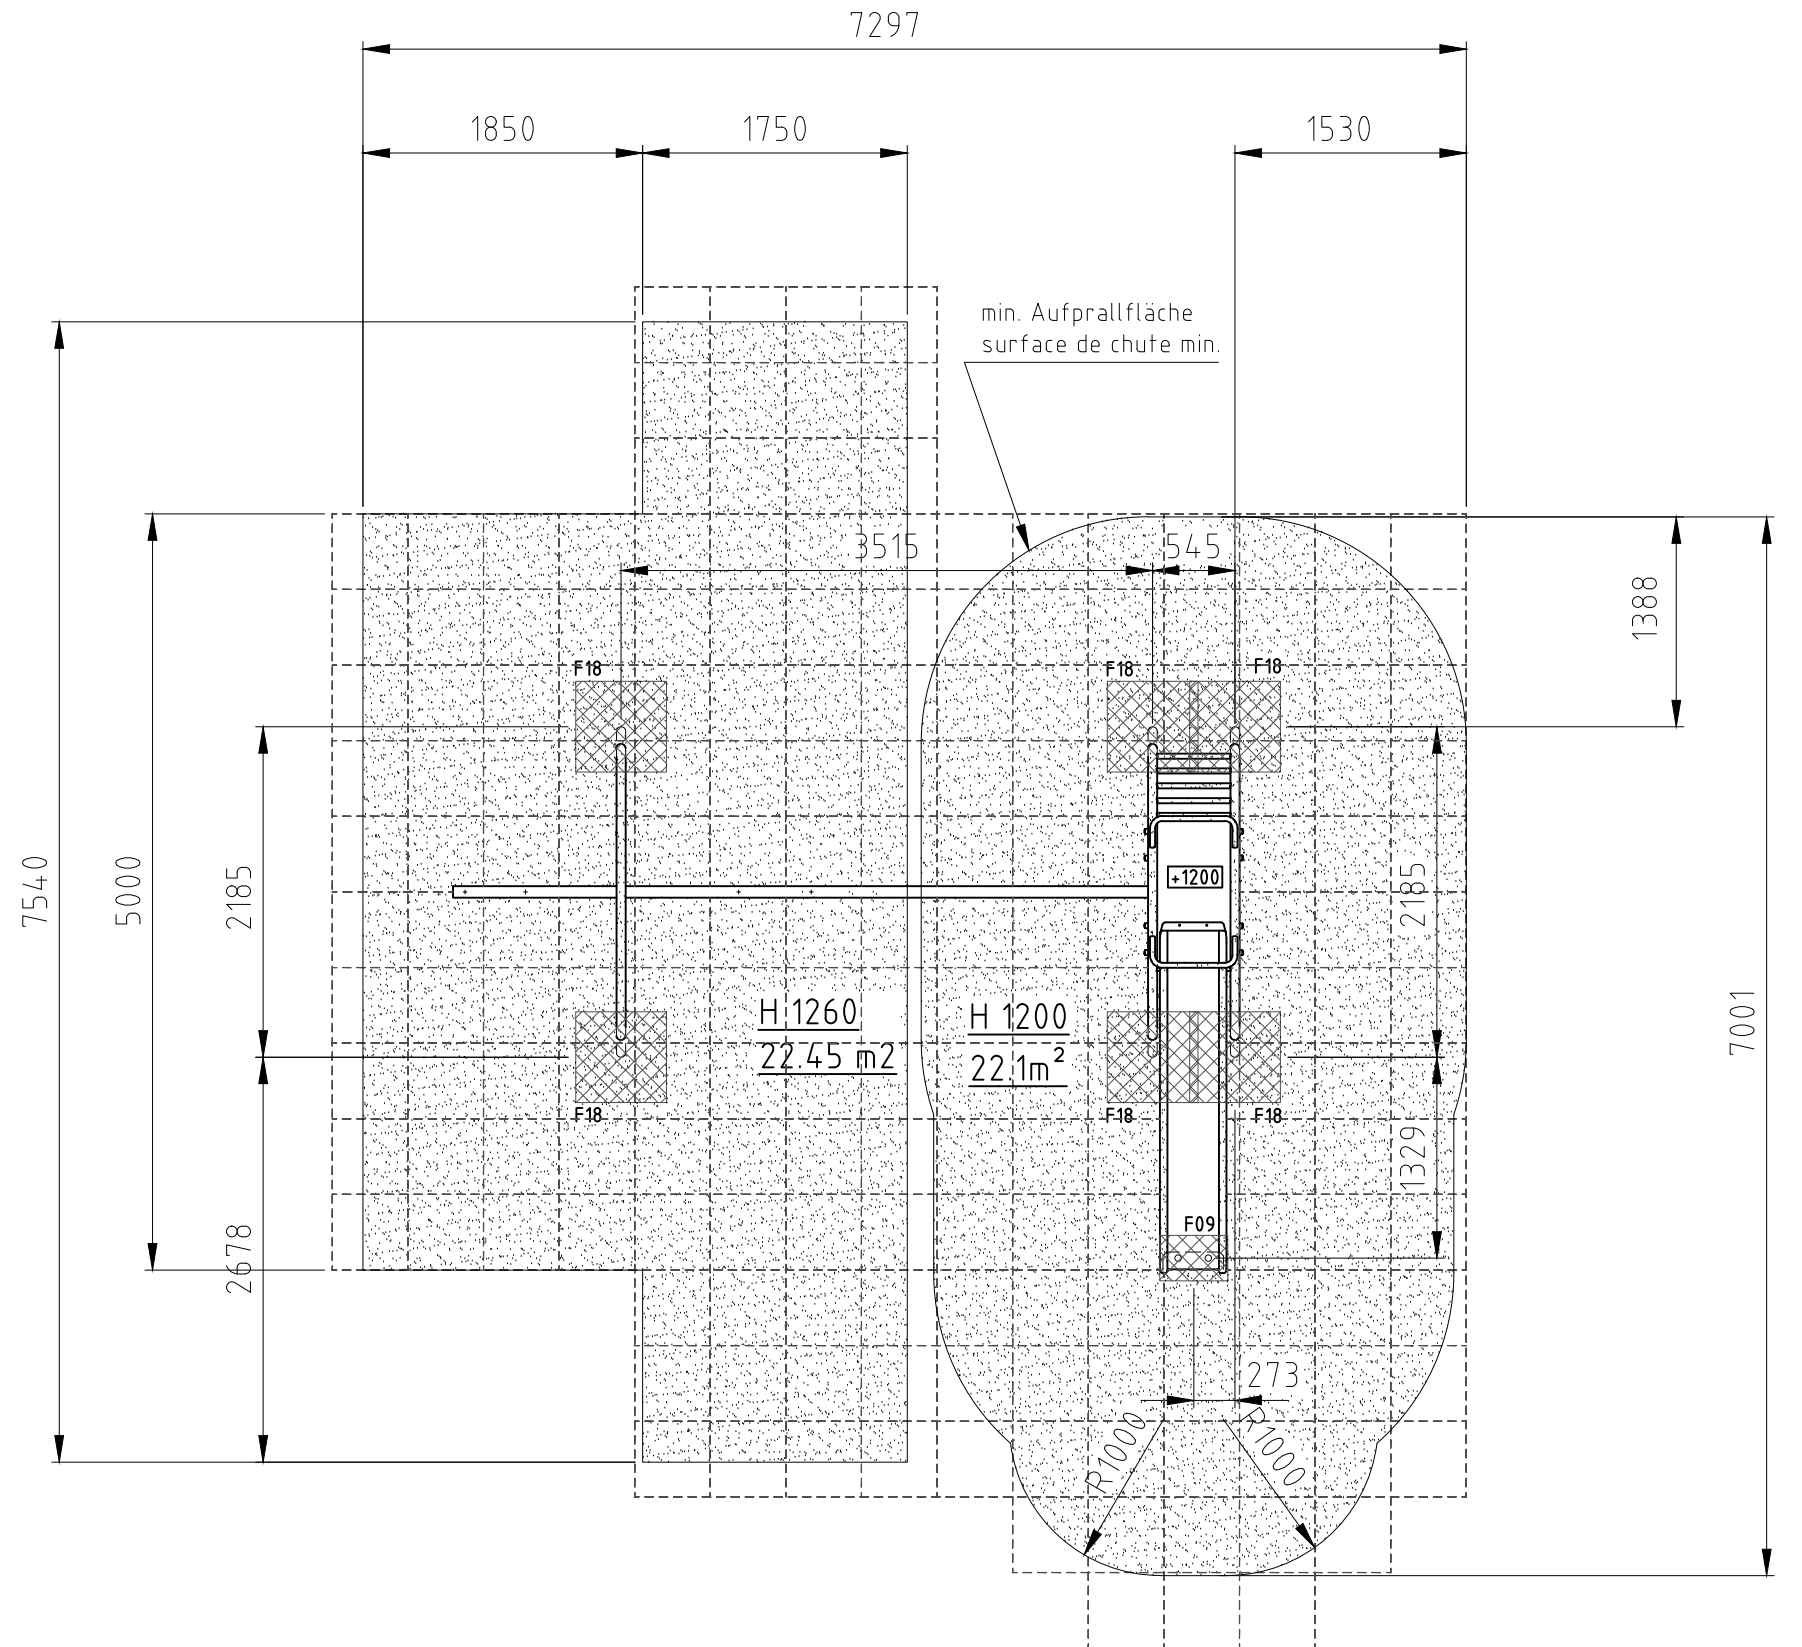 7297
1850
1750
1530
min. Aufprallfläche
surface de chute min.
3515
545
1388
F18
F18
F18
7540
5000
2185
+1200
2185
7001
H 1260
22.45 m2
H 1200
22.1m²
F18
F18
F18
1329
2678
F09
273
R1000
R1000